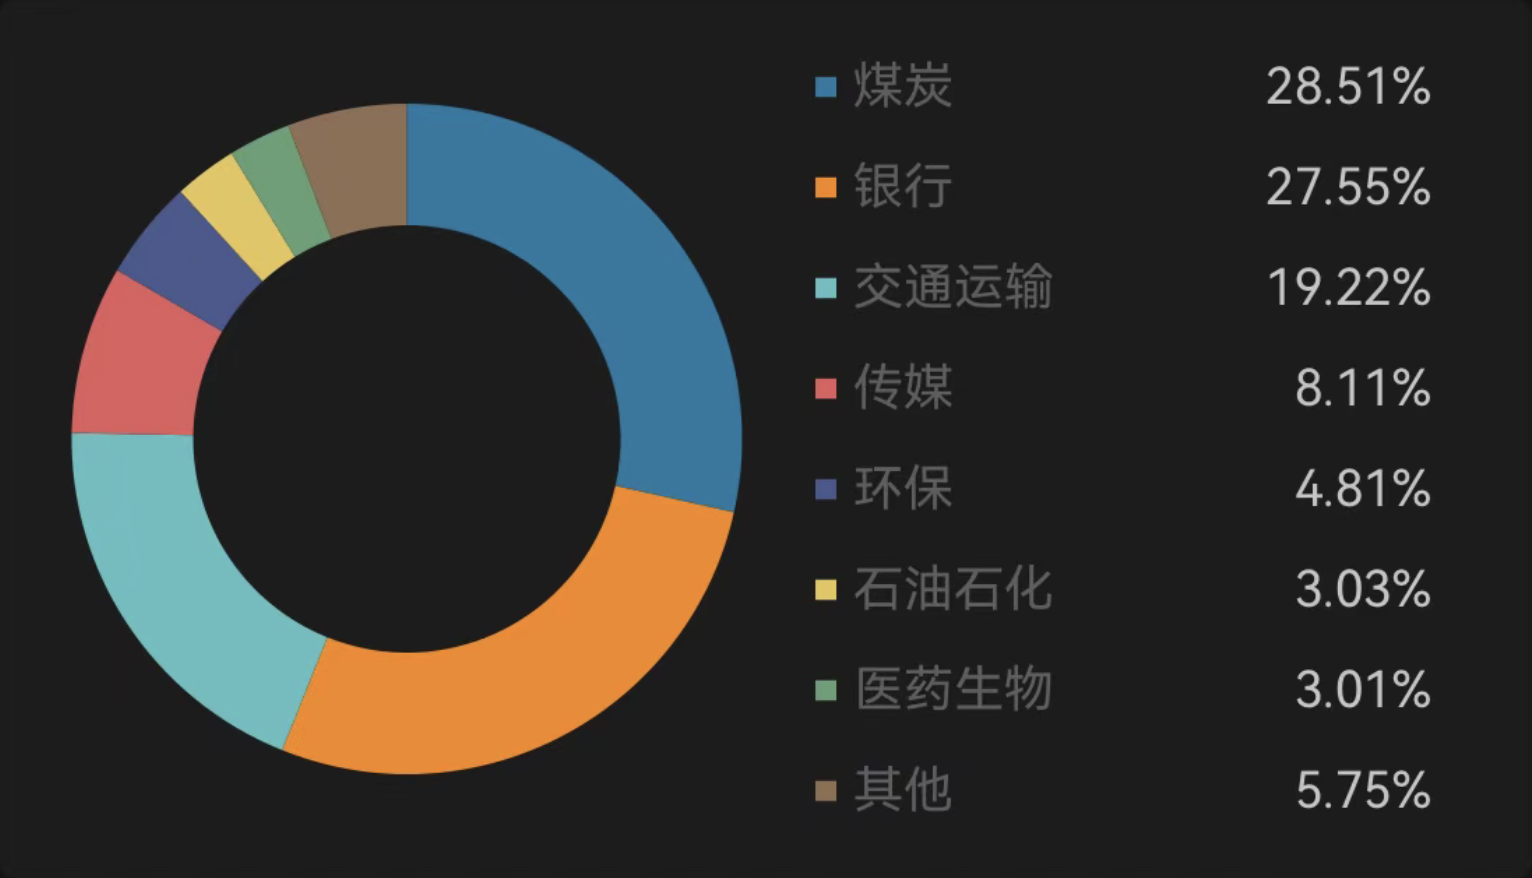 煤炭 28.51%
银行 27.55%
交通运输 19.22%
传媒 8.11%
环保 4.81%
石油石化 3.03%
医药生物 3.01%
其他 5.75%